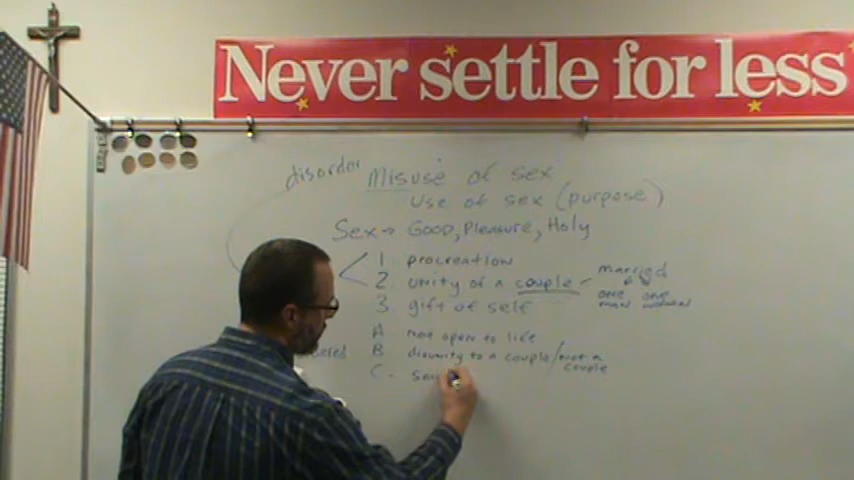 Never settle for less
disorder
Misuse of sex
Use of sex (purpose)
Sex → Good, Pleasure, Holy
1. procreation
2. unity of a couple - married
one one
man woman
3. gift of self
A not open to life
B disunity to a couple/not a
couple
C -